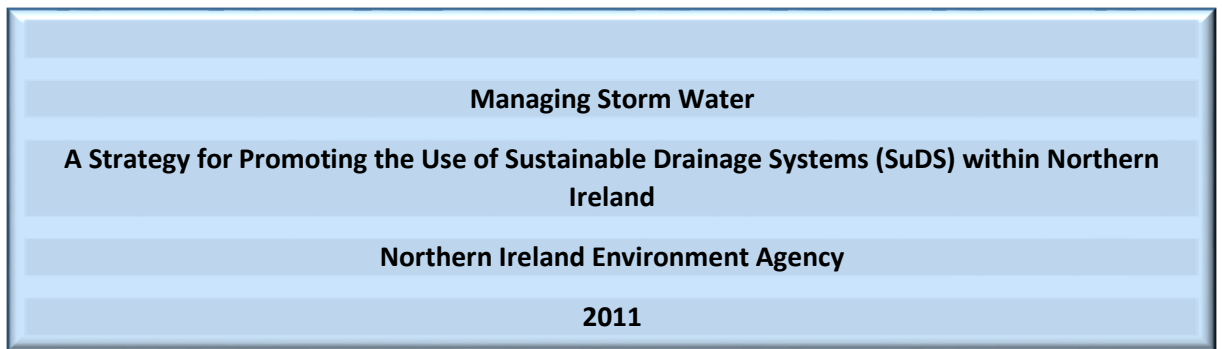 Managing Storm Water
A Strategy for Promoting the Use of Sustainable Drainage Systems (SuDS) within Northern
Ireland
Northern Ireland Environment Agency
2011